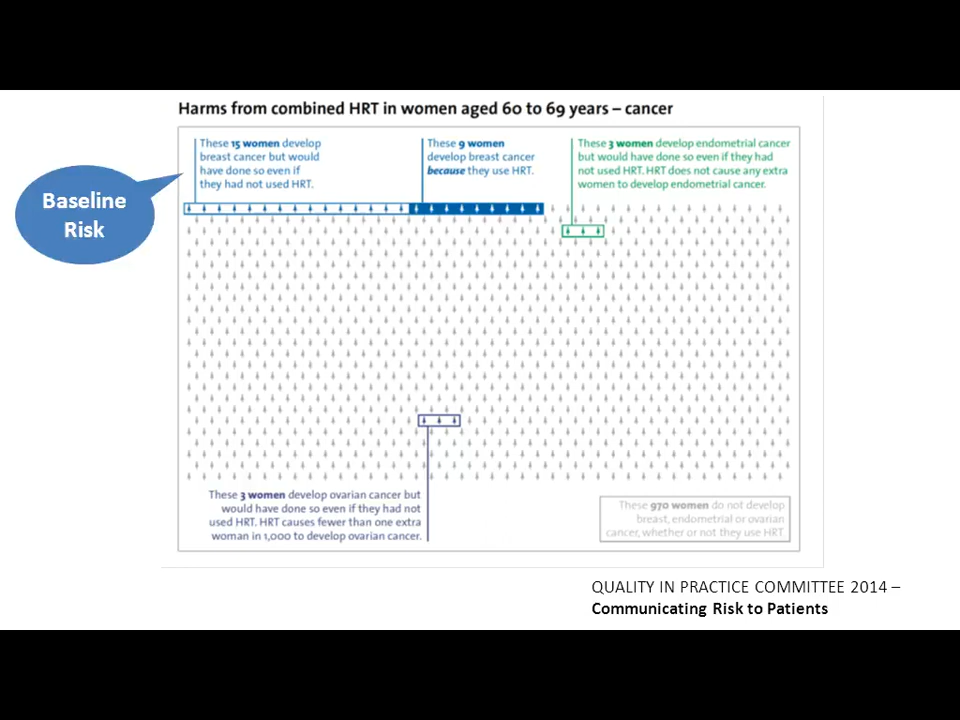 Harms from combined HRT in women aged 60 to 69 years – cancer
These 15 women develop
breast cancer but would
have done so even if
they had not used HRT.
These 9 women
develop breast cancer
because they use HRT.
These 3 women develop endometrial cancer
but would have done so even if they had
not used HRT. HRT does not cause any extra
women to develop endometrial cancer.
Baseline
Risk
These 3 women develop ovarian cancer but
would have done so even if they had not
used HRT. HRT causes fewer than one extra
woman in 1,000 to develop ovarian cancer.
These 970 women do not develop
breast, endometrial or ovarian
cancer, whether or not they use HRT.
QUALITY IN PRACTICE COMMITTEE 2014 –
Communicating Risk to Patients